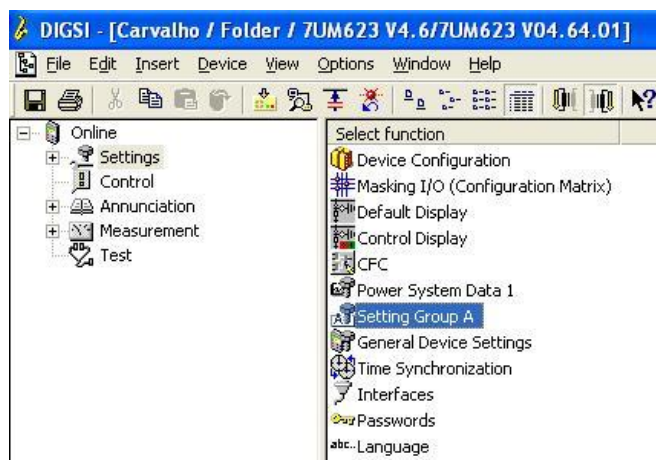 DIGSI - [Carvalho / Folder / 7UM623 V4.6/7UM623 V04.64.01]
File Edit Insert Device View Options Window Help
Online
Settings
Control
Annunciation
Measurement
Test
Select function
Device Configuration
Masking I/O (Configuration Matrix)
Default Display
Control Display
CFC
Power System Data 1
Setting Group A
General Device Settings
Time Synchronization
Interfaces
Passwords
abc.. Language